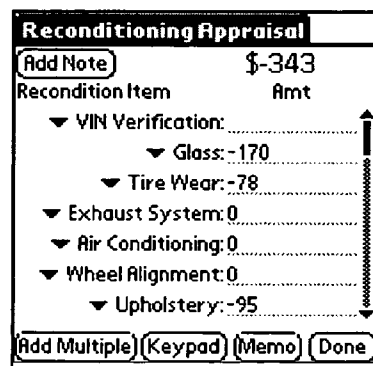 Reconditioning Appraisal
Add Note $-343
Recondition Item Amt
VIN Verification:
Glass: -170
Tire Wear: -78
Exhaust System: 0
Air Conditioning: 0
Wheel Alignment: 0
Upholstery: -95
Add Multiple Keypad Memo Done